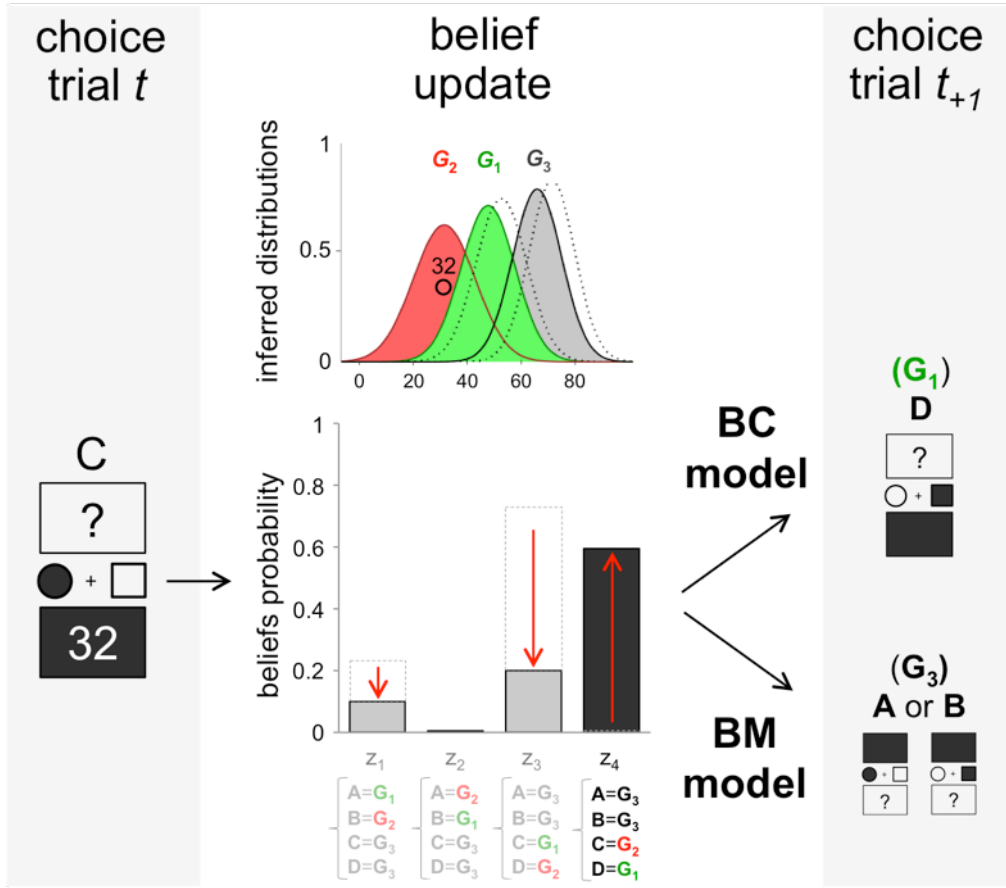 choice
trial t
belief
update
choice
trial t+1
inferred distributions
1
0.5
0
G2
G1
G3
32
0
20
40
60
80
C
?
+
32
beliefs probability
1
0.8
0.6
0.4
0.2
0
z1
z2
z3
z4
A=G1
B=G2
C=G3
D=G3
A=G2
B=G1
C=G3
D=G3
A=G3
B=G3
C=G1
D=G2
A=G3
B=G3
C=G2
D=G1
BC
model
BM
model
(G1)
D
?
+
(G3)
A or B
+
+
?
?